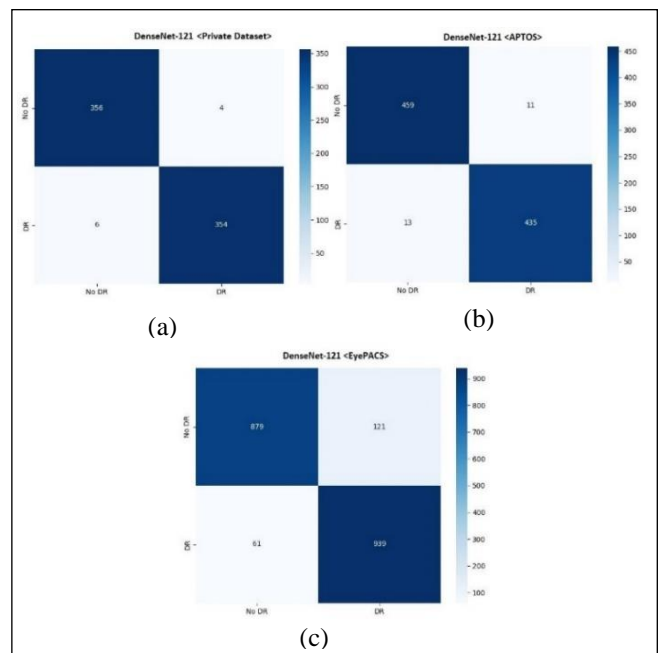 DenseNet-121 <Private Dataset>
No DR
356
4
DR
6
354
No DR
DR
350
300
250
200
150
100
50
(a)
DenseNet-121 <APTOS>
No DR
459
11
DR
13
435
No DR
DR
450
400
350
300
250
200
150
100
50
(b)
DenseNet-121 <EyePACS>
No DR
879
121
DR
61
939
No DR
DR
900
800
700
600
500
400
300
200
100
(c)